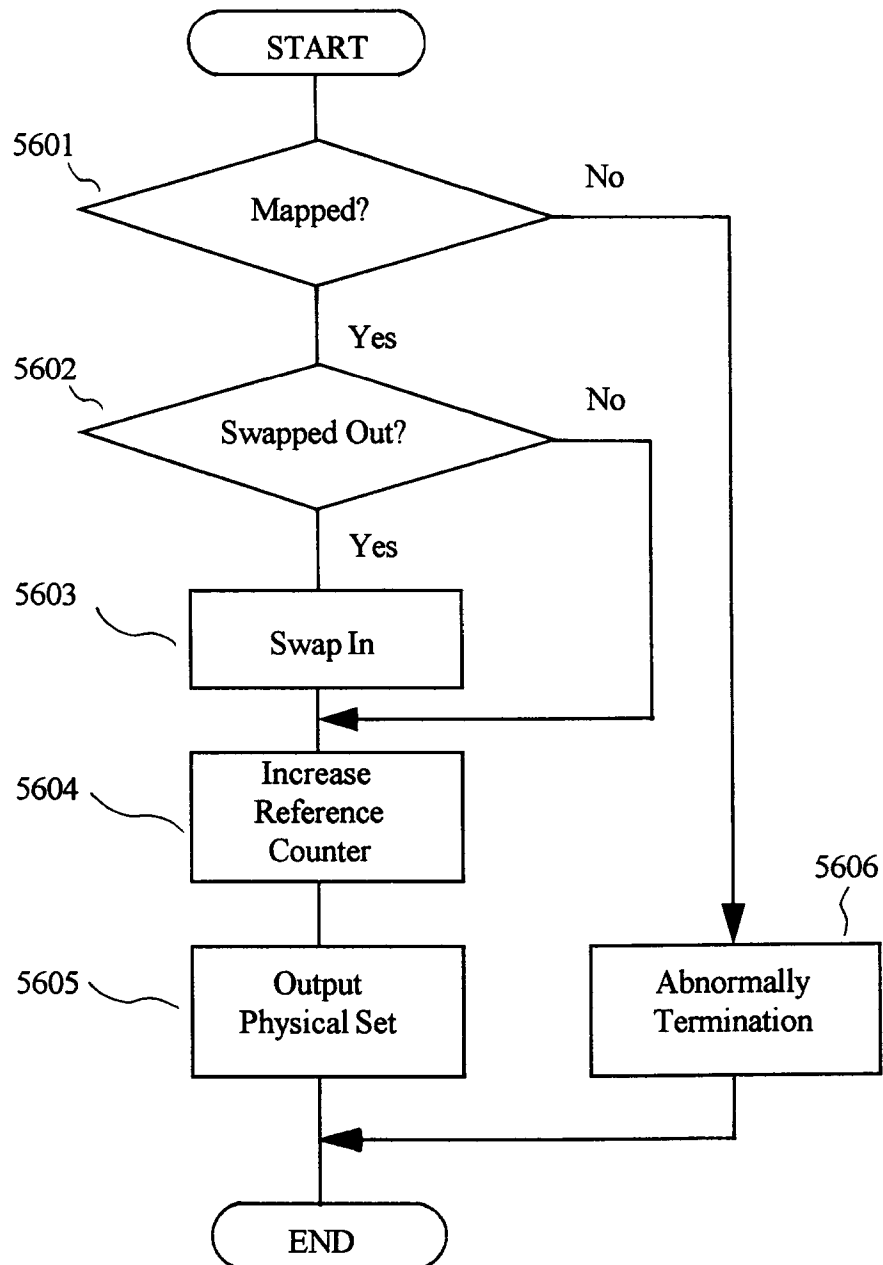 START
5601
Mapped?
No
Yes
5602
Swapped Out?
No
Yes
5603
Swap In
5604
Increase
Reference
Counter
5605
Output
Physical Set
5606
Abnormally
Termination
END